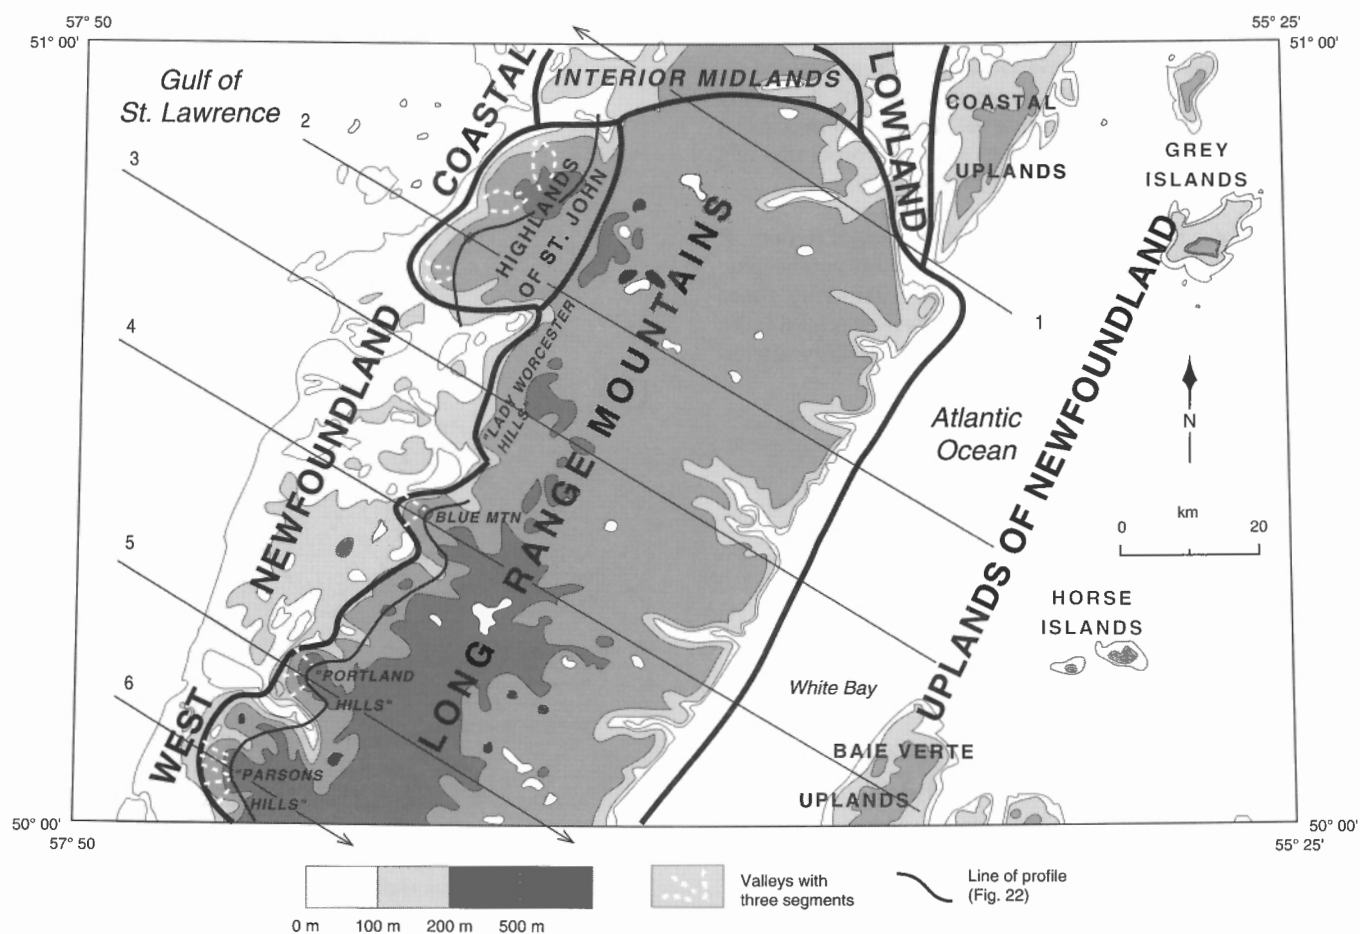 57° 50
55° 25'
51° 00'
51° 00'
Gulf of
St. Lawrence
COASTAL
INTERIOR MIDLANDS
LOWLAND
COASTAL
UPLANDS
GREY
ISLANDS
2
3
HIGHLANDS
OF ST. JOHN
LONG RANGE MOUNTAINS
UPLANDS OF NEWFOUNDLAND
1
4
NEWFOUNDLAND
"LADY WORCESTER
HILLS"
Atlantic
Ocean
N
km
0 20
BLUE MTN
5
HORSE
ISLANDS
6
"PORTLAND
HILLS"
White Bay
WEST
BAIE VERTE
UPLANDS
"PARSONS
HILLS"
50° 00'
50° 00'
57° 50
55° 25'
0 m 100 m 200 m 500 m
Valleys with
three segments
Line of profile
(Fig. 22)